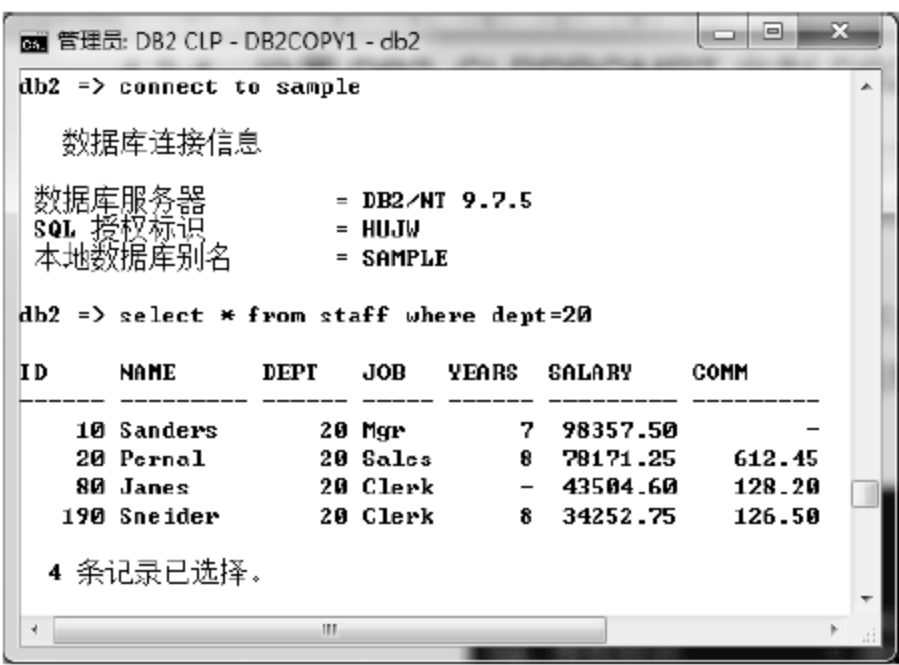 管理员: DB2 CLP - DB2COPY1 - db2
db2 => connect to sample
数据库连接信息
数据库服务器 = DB2/NT 9.7.5
SQL 授权标识 = HUJW
本地数据库别名 = SAMPLE
db2 => select * from staff where dept=20
ID NAME DEPT JOB YEARS SALARY COMM
------ --------- ------ ----- ------ --------- ---------
10 Sanders 20 Mgr 7 98357.50 -
20 Pernal 20 Sales 8 78171.25 612.45
80 James 20 Clerk - 43504.60 128.20
190 Sneider 20 Clerk 8 34252.75 126.50
4 条记录已选择。